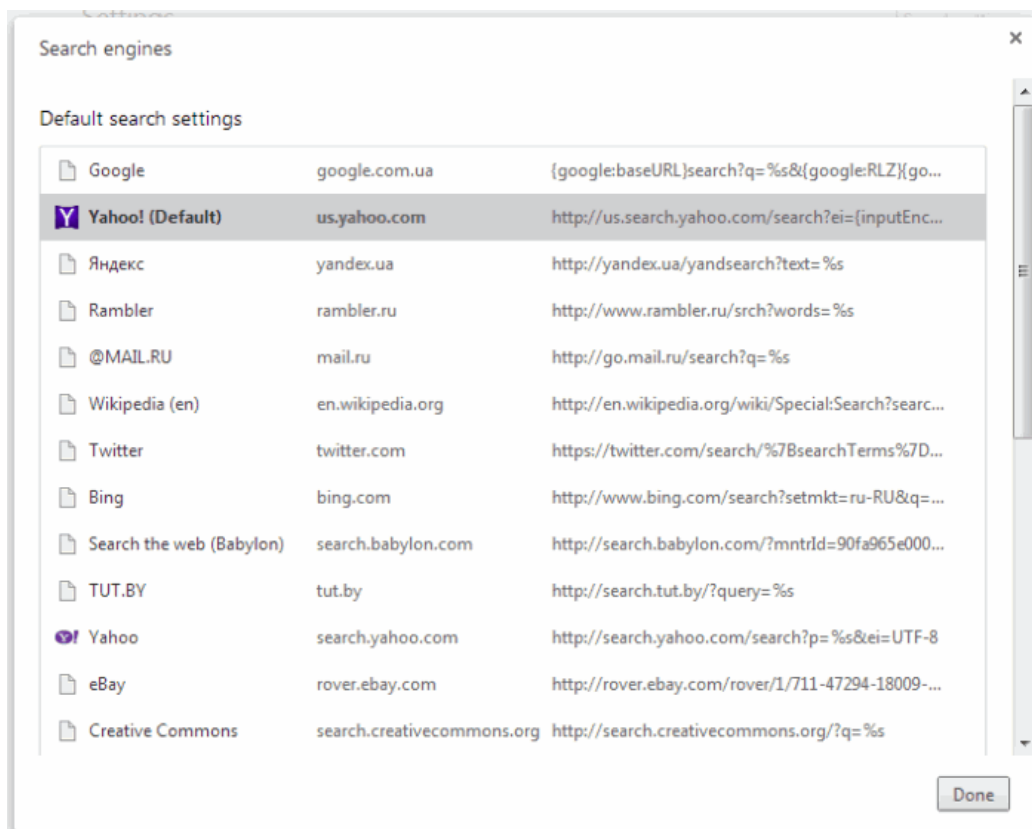 Settings
Search engines
Default search settings
Google google.com.ua {google:baseURL}search?q=%s&{google:RLZ}{go...
Yahoo! (Default) us.yahoo.com http://us.search.yahoo.com/search?ei={inputEnc...
Яндекс yandex.ua http://yandex.ua/yandsearch?text=%s
Rambler rambler.ru http://www.rambler.ru/srch?words=%s
@MAIL.RU mail.ru http://go.mail.ru/search?q=%s
Wikipedia (en) en.wikipedia.org http://en.wikipedia.org/wiki/Special:Search?searc...
Twitter twitter.com https://twitter.com/search/%7BsearchTerms%7D...
Bing bing.com http://www.bing.com/search?setmkt=ru-RU&q=...
Search the web (Babylon) search.babylon.com http://search.babylon.com/?mntrId=90fa965e000...
TUT.BY tut.by http://search.tut.by/?query=%s
Yahoo search.yahoo.com http://search.yahoo.com/search?p=%s&ei=UTF-8
eBay rover.ebay.com http://rover.ebay.com/rover/1/711-47294-18009-...
Creative Commons search.creativecommons.org http://search.creativecommons.org/?q=%s
Done